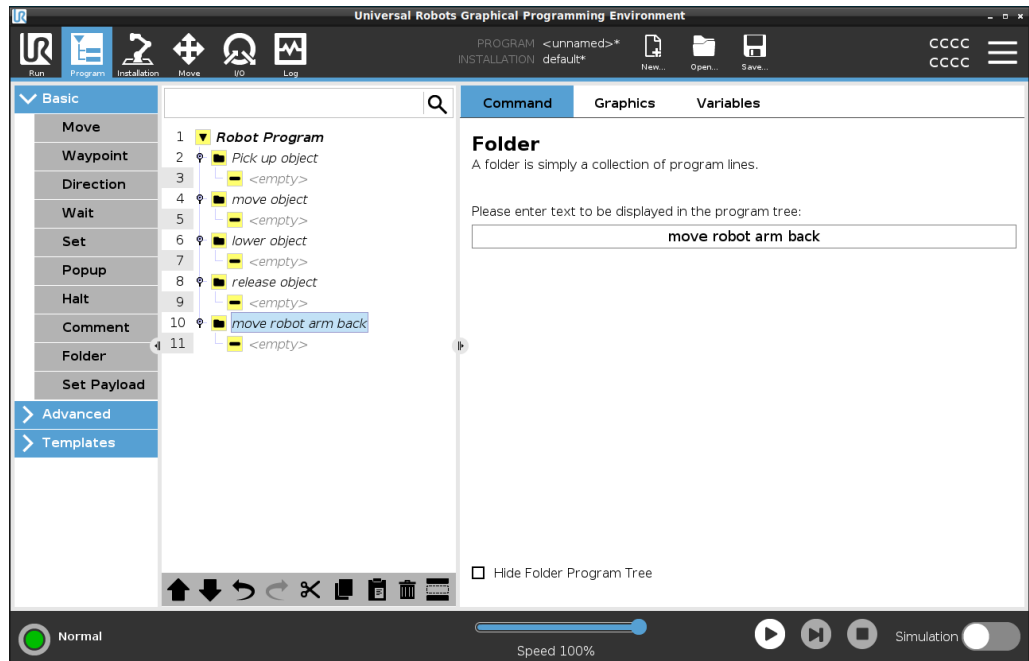 Universal Robots Graphical Programming Environment
UR
Run
Program
Installation
Move
I/O
Log
PROGRAM <unnamed>*
INSTALLATION default*
New...
Open...
Save...
CCCC
CCCC
Basic
Move
Waypoint
Direction
Wait
Set
Popup
Halt
Comment
Folder
Set Payload
Advanced
Templates
1 Robot Program
2 Pick up object
3 <empty>
4 move object
5 <empty>
6 lower object
7 <empty>
8 release object
9 <empty>
10 move robot arm back
11 <empty>
Command Graphics Variables
Folder
A folder is simply a collection of program lines.
Please enter text to be displayed in the program tree:
move robot arm back
Hide Folder Program Tree
Normal
Speed 100%
Simulation